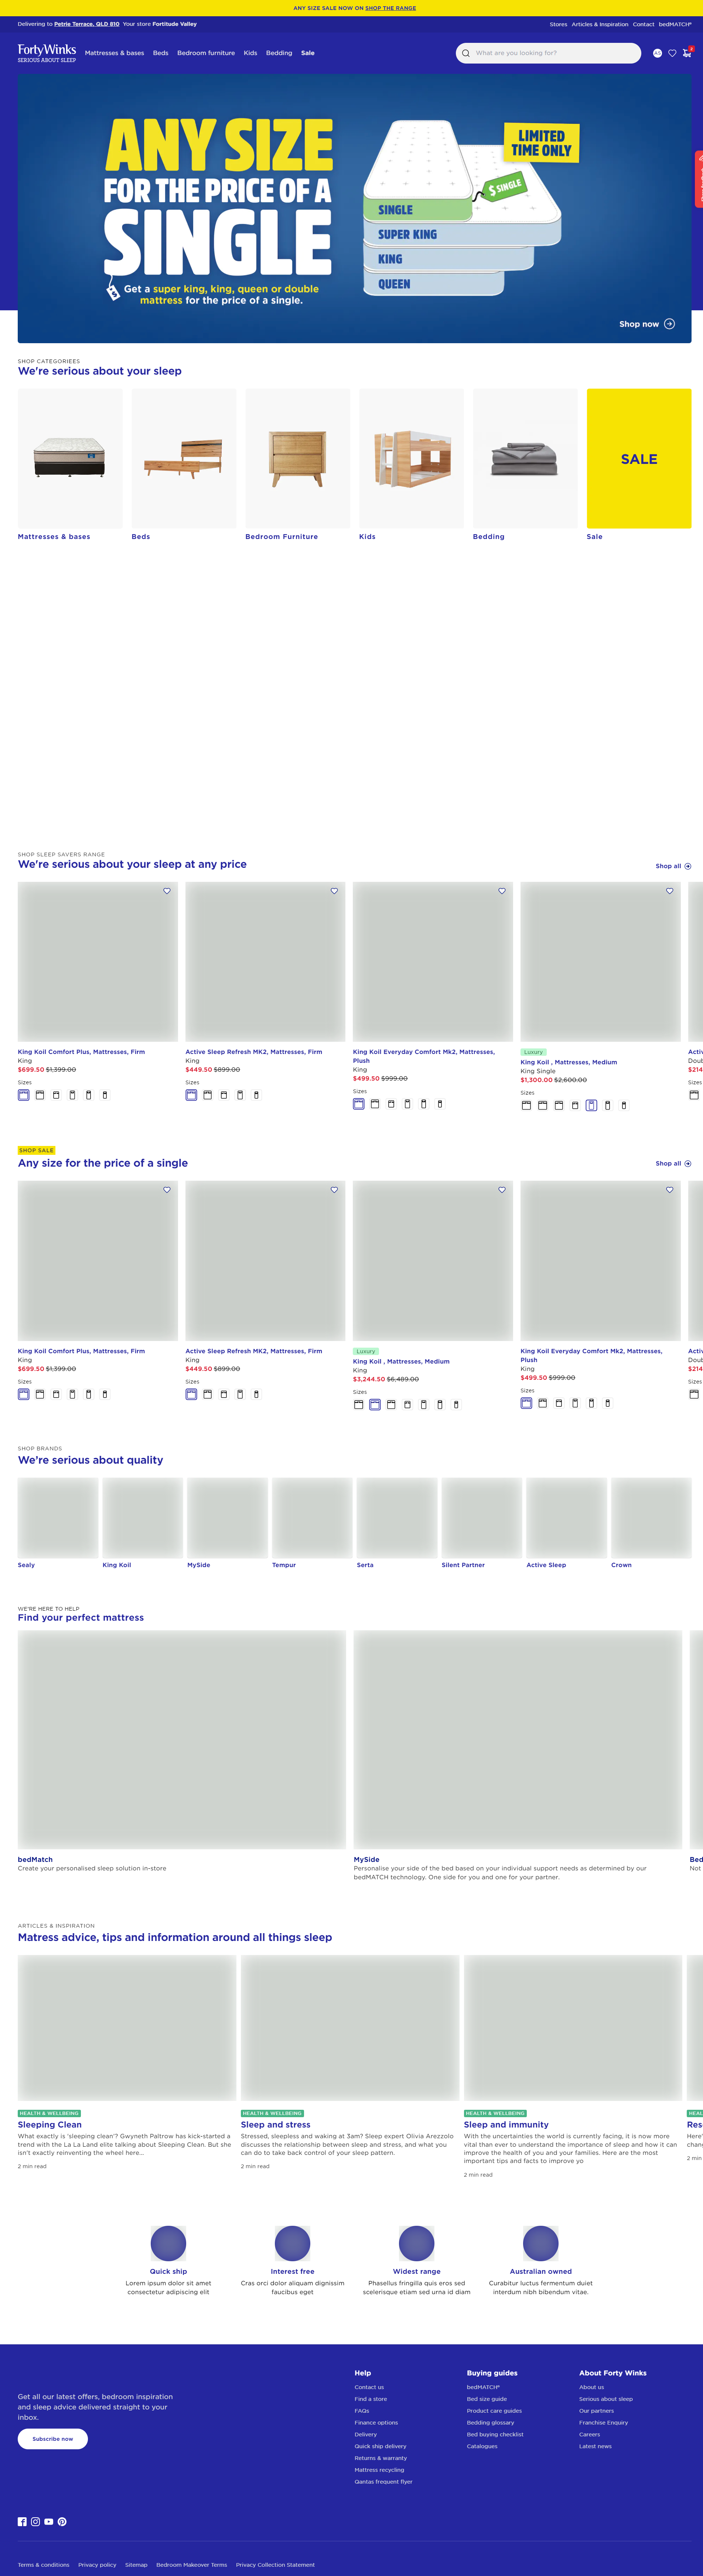 ANY SIZE SALE NOW ON SHOP THE RANGE
Delivering to Petrie Terrace, QLD 810 Your store Fortitude Valley
Stores Articles & Inspiration Contact bedMATCH®
FortyWinks
SERIOUS ABOUT SLEEP
Mattresses & bases Beds Bedroom furniture Kids Bedding Sale
What are you looking for?
ANY SIZE
FOR THE PRICE OF A
SINGLE
Get a super king, king, queen or double
mattress for the price of a single.
LIMITED
TIME ONLY
$ SINGLE
SINGLE
SUPER KING
KING
QUEEN
Shop now
SHOP CATEGORIEES
We're serious about your sleep
SALE
Mattresses & bases Beds Bedroom Furniture Kids Bedding Sale
SHOP SLEEP SAVERS RANGE
We're serious about your sleep at any price
Shop all
King Koil Comfort Plus, Mattresses, Firm
King
$699.50 $1,399.00
Sizes
Active Sleep Refresh MK2, Mattresses, Firm
King
$449.50 $899.00
Sizes
King Koil Everyday Comfort Mk2, Mattresses,
Plush
King
$499.50 $999.00
Sizes
Luxury
King Koil , Mattresses, Medium
King Single
$1,300.00 $2,600.00
Sizes
Activ
Doub
$214
Sizes
SHOP SALE
Any size for the price of a single
Shop all
King Koil Comfort Plus, Mattresses, Firm
King
$699.50 $1,399.00
Sizes
Active Sleep Refresh MK2, Mattresses, Firm
King
$449.50 $899.00
Sizes
Luxury
King Koil , Mattresses, Medium
King
$3,244.50 $6,489.00
Sizes
King Koil Everyday Comfort Mk2, Mattresses,
Plush
King
$499.50 $999.00
Sizes
Activ
Doub
$214
Sizes
SHOP BRANDS
We're serious about quality
Sealy King Koil MySide Tempur Serta Silent Partner Active Sleep Crown
WE'RE HERE TO HELP
Find your perfect mattress
bedMatch
Create your personalised sleep solution in-store
MySide
Personalise your side of the bed based on your individual support needs as determined by our
bedMATCH technology. One side for you and one for your partner.
Bed
Not
ARTICLES & INSPIRATION
Matress advice, tips and information around all things sleep
HEALTH & WELLBEING
Sleeping Clean
What exactly is 'sleeping clean'? Gwyneth Paltrow has kick-started a
trend with the La La Land elite talking about Sleeping Clean. But she
isn't exactly reinventing the wheel here...
2 min read
HEALTH & WELLBEING
Sleep and stress
Stressed, sleepless and waking at 3am? Sleep expert Olivia Arezzolo
discusses the relationship between sleep and stress, and what you
can do to take back control of your sleep pattern.
2 min read
HEALTH & WELLBEING
Sleep and immunity
With the uncertainties the world is currently facing, it is now more
vital than ever to understand the importance of sleep and how it can
improve the health of you and your families. Here are the most
important tips and facts to improve yo
2 min read
HEAL
Res
Here'
chang
2 min
Quick ship
Lorem ipsum dolor sit amet
consectetur adipiscing elit
Interest free
Cras orci dolor aliquam dignissim
faucibus eget
Widest range
Phasellus fringilla quis eros sed
scelerisque etiam sed urna id diam
Australian owned
Curabitur luctus fermentum duiet
interdum nibh bibendum vitae.
Get all our latest offers, bedroom inspiration
and sleep advice delivered straight to your
inbox.
Subscribe now
Help
Contact us
Find a store
FAQs
Finance options
Delivery
Quick ship delivery
Returns & warranty
Mattress recycling
Qantas frequent flyer
Buying guides
bedMATCH®
Bed size guide
Product care guides
Bedding glossary
Bed buying checklist
Catalogues
About Forty Winks
About us
Serious about sleep
Our partners
Franchise Enquiry
Careers
Latest news
Terms & conditions Privacy policy Sitemap Bedroom Makeover Terms Privacy Collection Statement